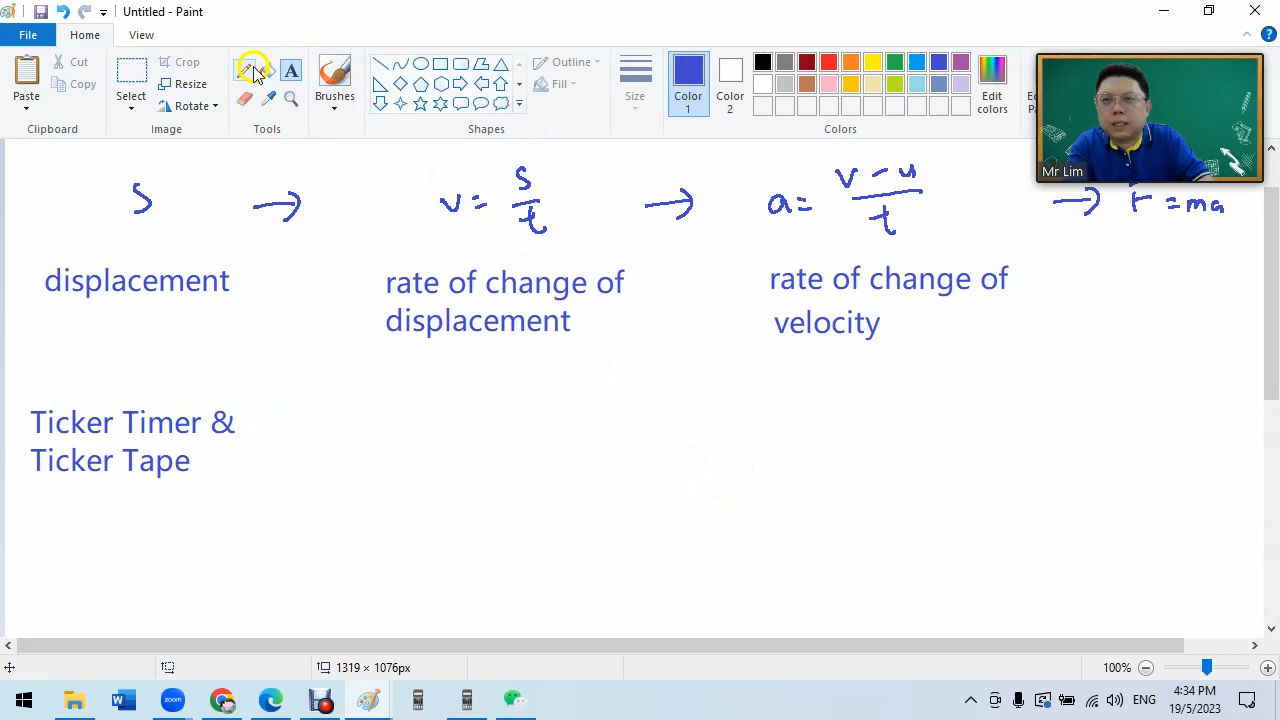 Untitled - Paint
File Home View
Paste Cut Copy Clipboard
Select Crop Resize Rotate Image
A Tools
Brushes
Shapes
Outline Fill
Size
Color 1 Color 2
Edit colors
Colors
Mr Lim
s → v = s/t → a = v-u/t → F = ma
displacement
rate of change of
displacement
rate of change of
velocity
Ticker Timer &
Ticker Tape
1319 × 1076px
100%
zoom
ENG
4:34 PM
19/5/2023